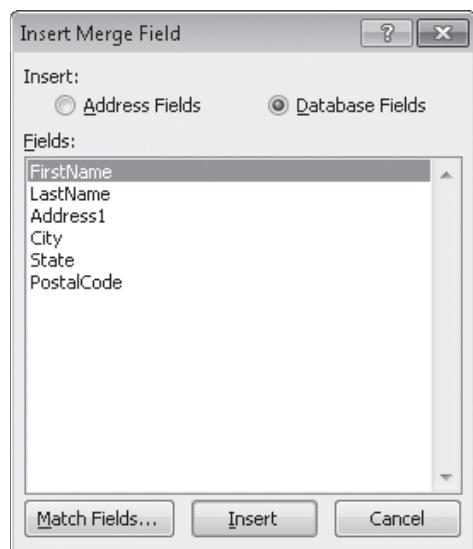 Insert Merge Field
Insert:
Address Fields Database Fields
Fields:
FirstName
LastName
Address1
City
State
PostalCode
Match Fields... Insert Cancel